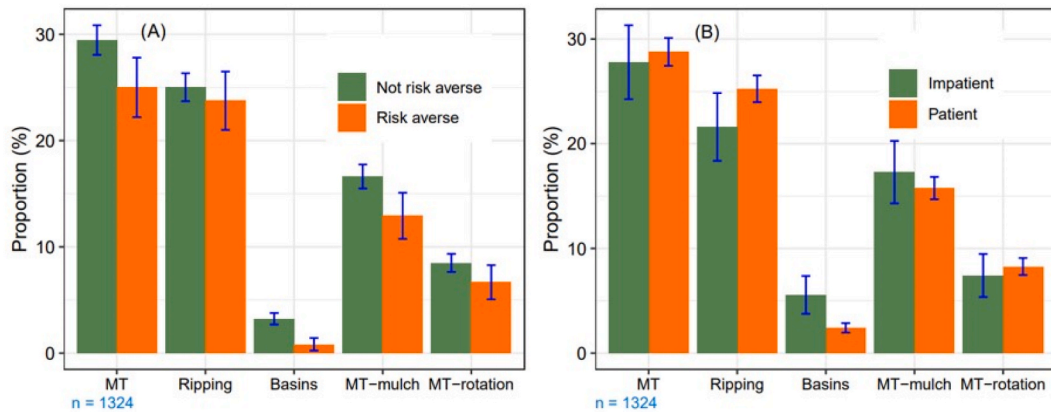 (A)
30
20
10
0
Proportion (%)
Not risk averse
Risk averse
MT Ripping Basins MT−mulch MT−rotation
n = 1324
(B)
30
20
10
0
Proportion (%)
Impatient
Patient
MT Ripping Basins MT−mulch MT−rotation
n = 1324